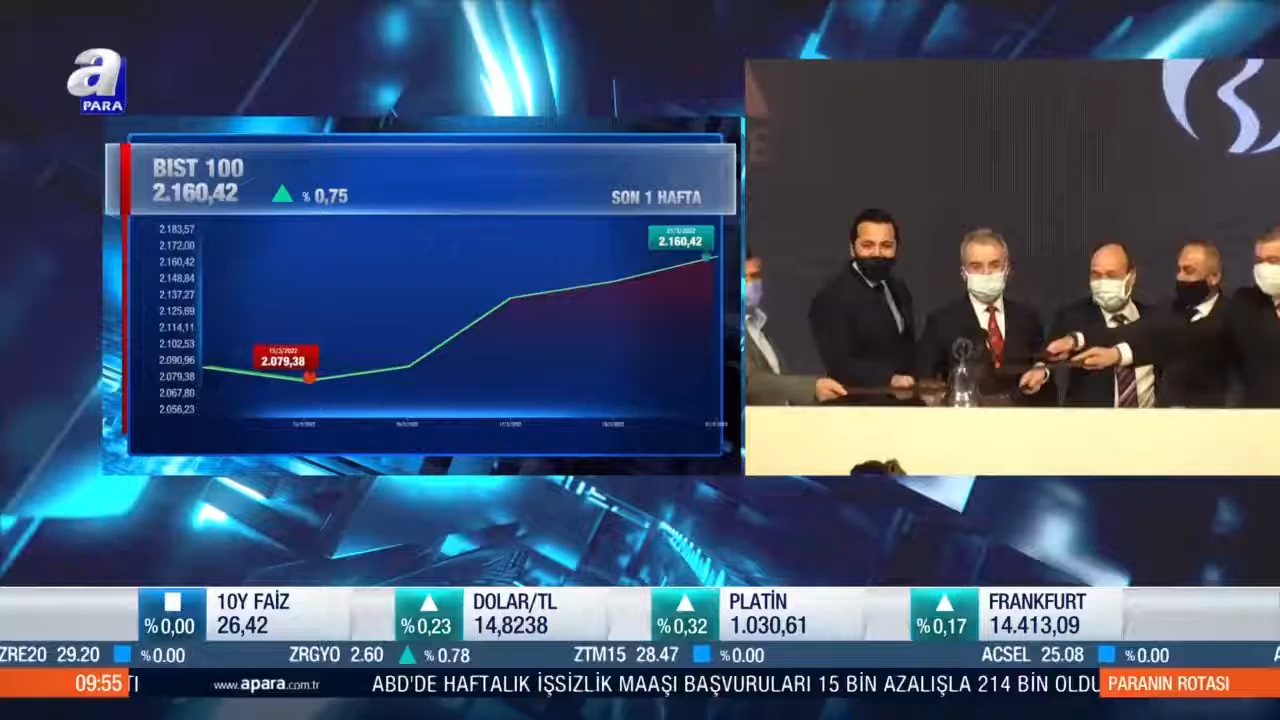 a
PARA
BIST 100
2.160,42
% 0,75
SON 1 HAFTA
2.183,57
2.172,00
2.160,42
2.148,84
2.137,27
2.125,69
2.114,11
2.102,53
2.090,96
2.079,38
2.067,80
2.056,23
15/3/2022
2.079,38
21/3/2022
2.160,42
%0,00
10Y FAİZ
26,42
%0,23
DOLAR/TL
14,8238
%0,32
PLATİN
1.030,61
%0,17
FRANKFURT
14.413,09
ZRE20 29.20 %0.00 ZRGYO 2.60 % 0.78 ZTM15 28.47 %0.00 ACSEL 25.08 %0.00
09:55
www.apara.com.tr
ABD'DE HAFTALIK İŞSİZLİK MAAŞI BAŞVURULARI 15 BİN AZALIŞLA 214 BİN OLDU
PARANIN ROTASI